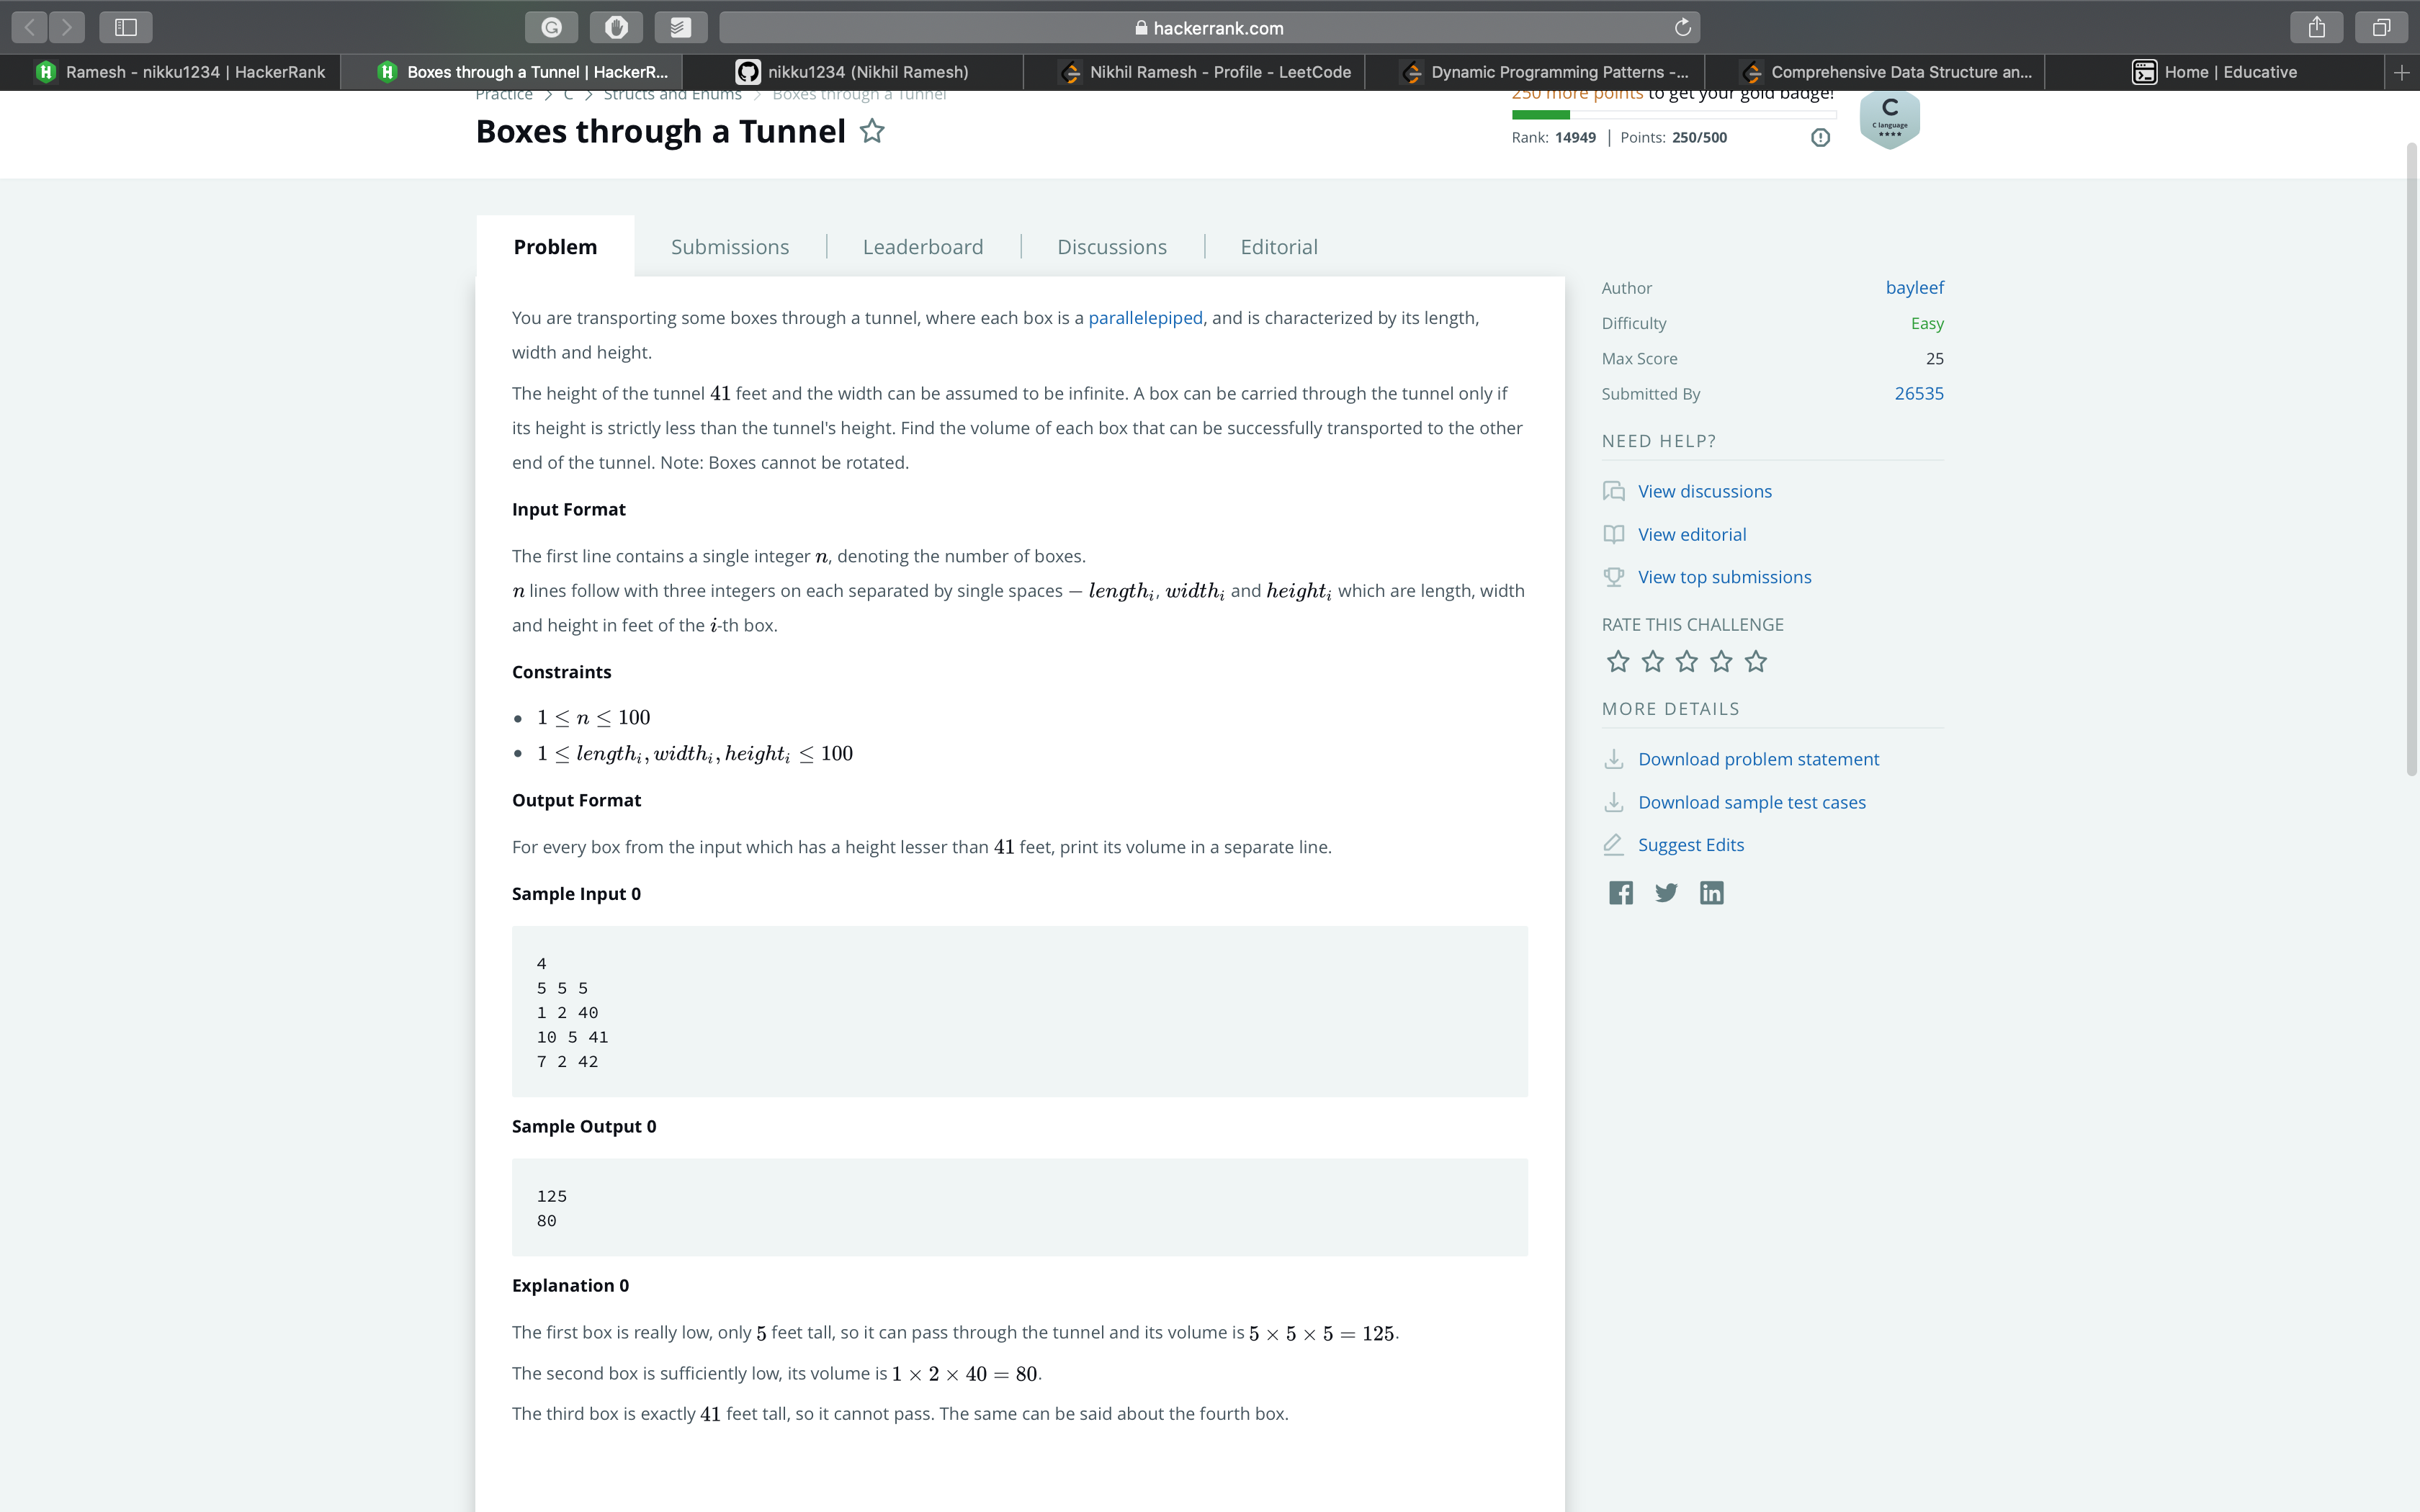 hackerrank.com
Ramesh - nikku1234 | HackerRank
Boxes through a Tunnel | HackerR...
nikku1234 (Nikhil Ramesh)
Nikhil Ramesh - Profile - LeetCode
Dynamic Programming Patterns -...
Comprehensive Data Structure an...
Home | Educative
Practice > C > Structs and Enums > Boxes through a Tunnel
250 more points to get your gold badge!
Boxes through a Tunnel
Rank: 14949 | Points: 250/500
C
C language
Problem
Submissions
Leaderboard
Discussions
Editorial
You are transporting some boxes through a tunnel, where each box is a parallelepiped, and is characterized by its length,
width and height.
The height of the tunnel 41 feet and the width can be assumed to be infinite. A box can be carried through the tunnel only if
its height is strictly less than the tunnel's height. Find the volume of each box that can be successfully transported to the other
end of the tunnel. Note: Boxes cannot be rotated.
Input Format
The first line contains a single integer n, denoting the number of boxes.
n lines follow with three integers on each separated by single spaces – lengthᵢ, widthᵢ and heightᵢ which are length, width
and height in feet of the i-th box.
Constraints
• 1 ≤ n ≤ 100
• 1 ≤ lengthᵢ, widthᵢ, heightᵢ ≤ 100
Output Format
For every box from the input which has a height lesser than 41 feet, print its volume in a separate line.
Sample Input 0
4
5 5 5
1 2 40
10 5 41
7 2 42
Sample Output 0
125
80
Explanation 0
The first box is really low, only 5 feet tall, so it can pass through the tunnel and its volume is 5 × 5 × 5 = 125.
The second box is sufficiently low, its volume is 1 × 2 × 40 = 80.
The third box is exactly 41 feet tall, so it cannot pass. The same can be said about the fourth box.
Author bayleef
Difficulty Easy
Max Score 25
Submitted By 26535
NEED HELP?
View discussions
View editorial
View top submissions
RATE THIS CHALLENGE
MORE DETAILS
Download problem statement
Download sample test cases
Suggest Edits